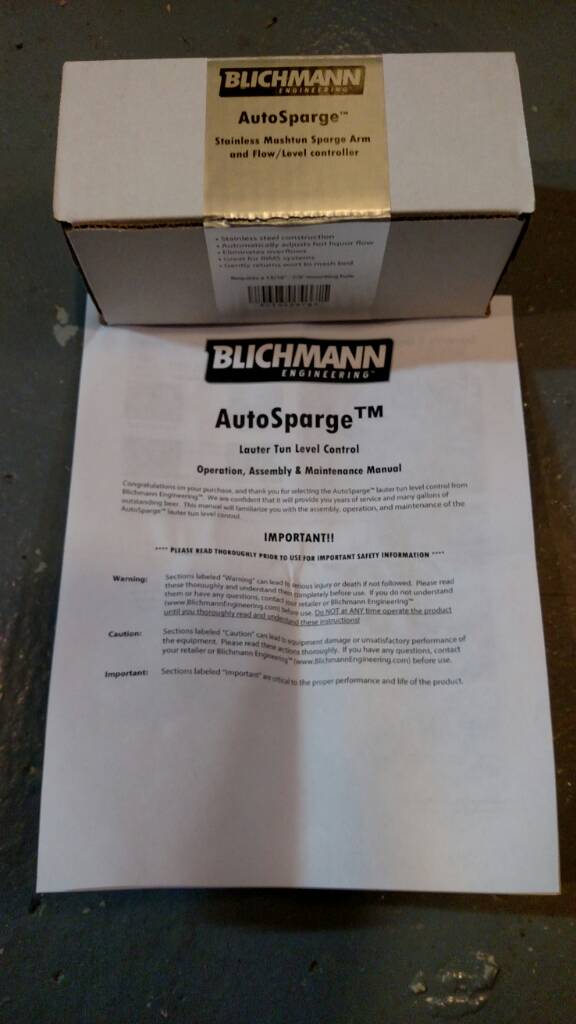 BLICHMANN
ENGINEERING™
AutoSparge™
Stainless Mashtun Sparge Arm
and Flow/Level controller
• Stainless steel construction
• Automatically adjusts hot liquor flow
• Eliminates overflows
• Great for RIMS systems
• Gently returns wort to mash bed
Requires a 13/16" - 7/8" mounting hole
BLICHMANN
ENGINEERING™
AutoSparge™
Lauter Tun Level Control
Operation, Assembly & Maintenance Manual
Congratulations on your purchase, and thank you for selecting the AutoSparge™ lauter tun level control from
Blichmann Engineering™. We are confident that it will provide you years of service and many gallons of
outstanding beer. This manual will familiarize you with the assembly, operation, and maintenance of the
AutoSparge™ lauter tun level control.
IMPORTANT!!
**** PLEASE READ THOROUGHLY PRIOR TO USE FOR IMPORTANT SAFETY INFORMATION ****
Warning: Sections labeled "Warning" can lead to serious injury or death if not followed. Please read
these thoroughly and understand them completely before use. If you do not understand
them or have any questions, contact your retailer or Blichmann Engineering™
(www.BlichmannEngineering.com) before use. Do NOT at ANY time operate the product
until you thoroughly read and understand these instructions!
Caution: Sections labeled "Caution" can lead to equipment damage or unsatisfactory performance of
the equipment. Please read these sections thoroughly. If you have any questions, contact
your retailer or Blichmann Engineering™ (www.BlichmannEngineering.com) before use.
Important: Sections labeled "Important" are critical to the proper performance and life of the product.